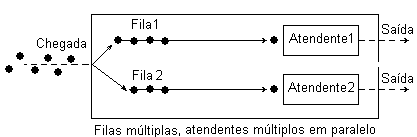 Fila1
Saída
Chegada
Atendente1
Saída
Fila 2
Atendente2
Filas múltiplas, atendentes múltiplos em paralelo